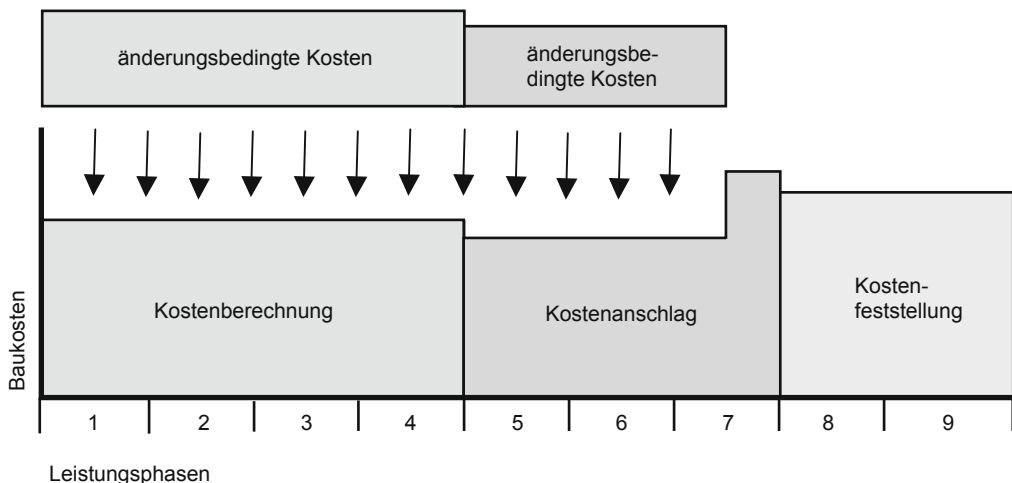 änderungsbedingte Kosten
änderungsbe-
dingte Kosten
Baukosten
Kostenberechnung
Kostenanschlag
Kosten-
feststellung
1 2 3 4 5 6 7 8 9
Leistungsphasen